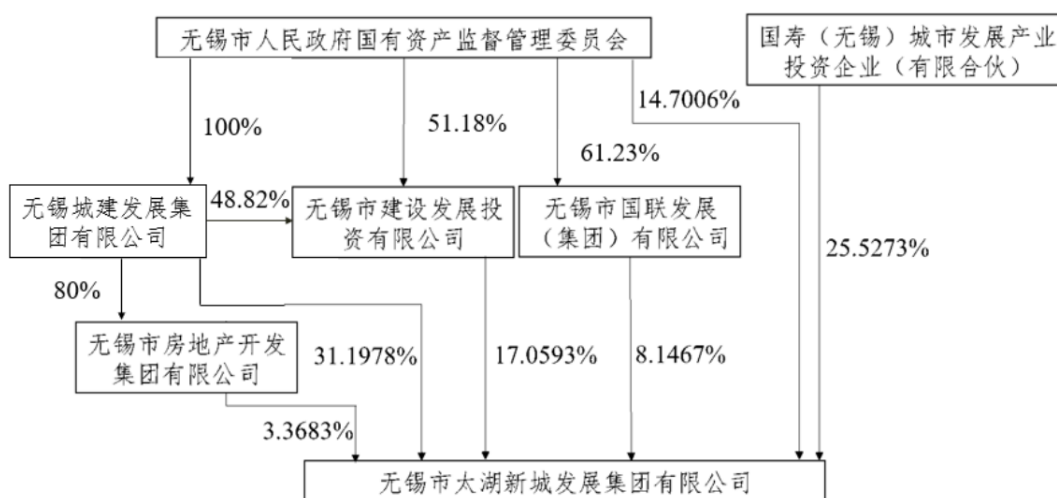 无锡市人民政府国有资产监督管理委员会
国寿（无锡）城市发展产业
投资企业（有限合伙）
14.7006%
100%
51.18%
61.23%
无锡城建发展集
团有限公司
48.82%
无锡市建设发展投
资有限公司
无锡市国联发展
（集团）有限公司
25.5273%
80%
无锡市房地产开发
集团有限公司
31.1978%
17.0593%
8.1467%
3.3683%
无锡市太湖新城发展集团有限公司